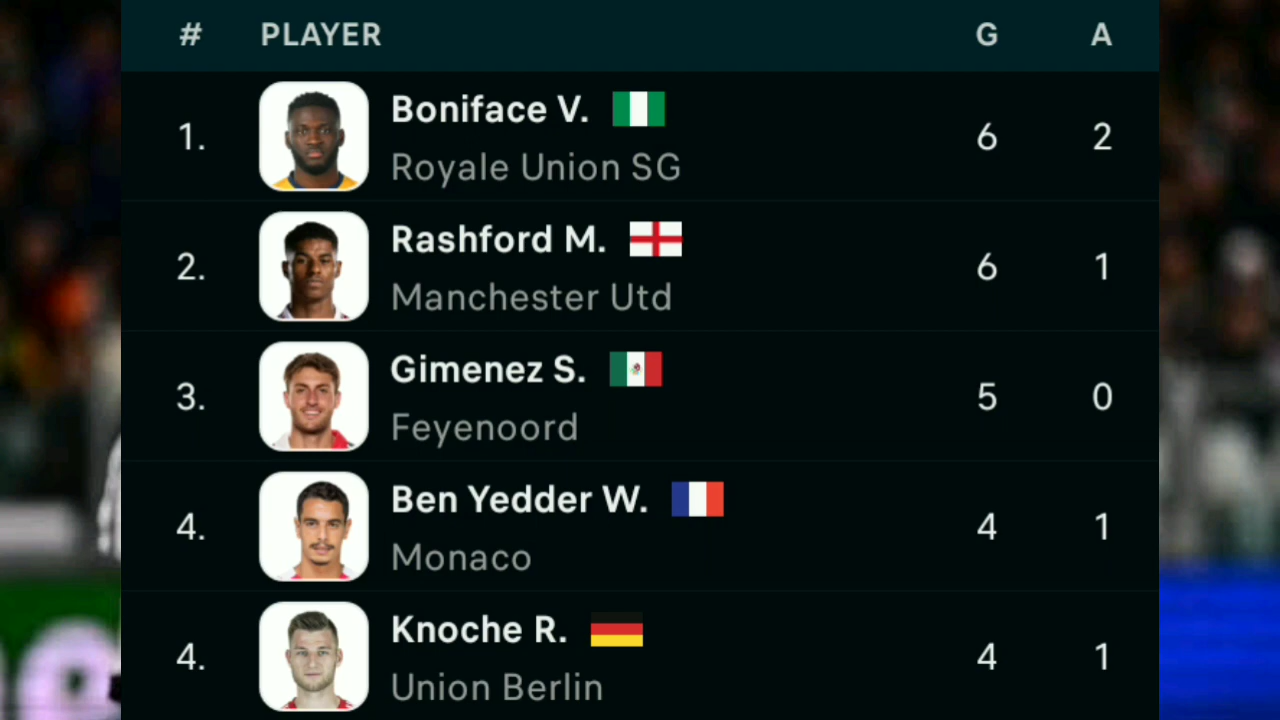 # PLAYER G A
1. Boniface V. 6 2
Royale Union SG
2. Rashford M. 6 1
Manchester Utd
3. Gimenez S. 5 0
Feyenoord
4. Ben Yedder W. 4 1
Monaco
4. Knoche R. 4 1
Union Berlin